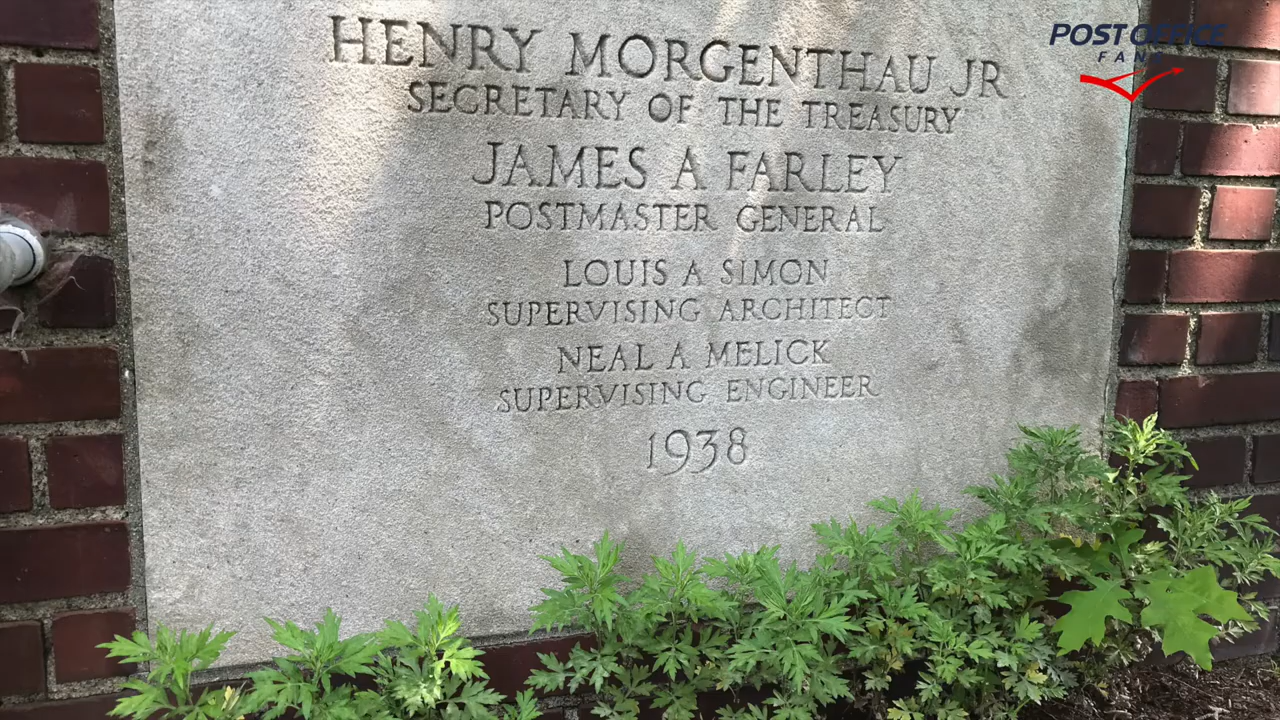 HENRY MORGENTHAU JR
SECRETARY OF THE TREASURY
JAMES A FARLEY
POSTMASTER GENERAL
LOUIS A SIMON
SUPERVISING ARCHITECT
NEAL A MELICK
SUPERVISING ENGINEER
1938
POST OFFICE
FANS